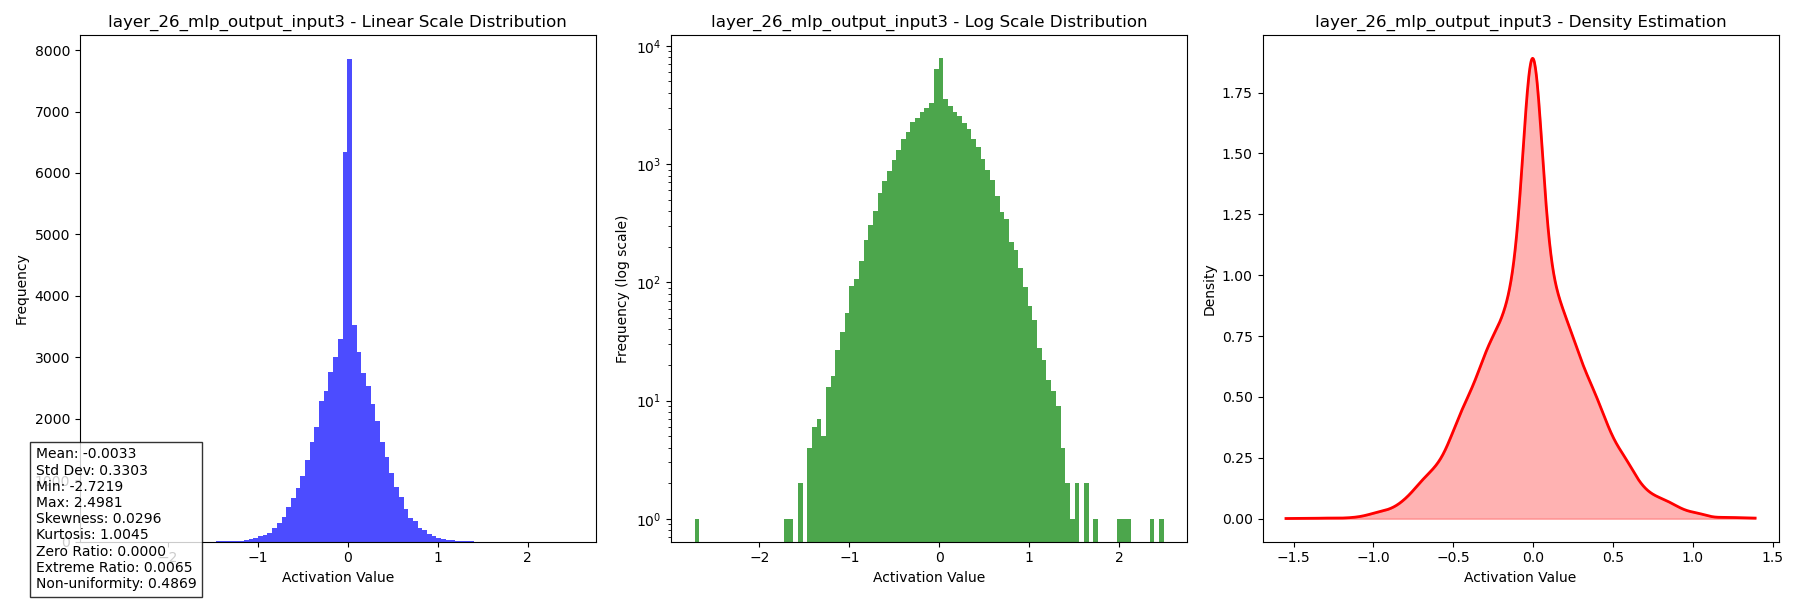 layer_26_mlp_output_input3 - Linear Scale Distribution
8000
7000
6000
5000
4000
3000
2000
Frequency
−1
0
1
2
Activation Value
Mean: -0.0033
Std Dev: 0.3303
Min: -2.7219
Max: 2.4981
Skewness: 0.0296
Kurtosis: 1.0045
Zero Ratio: 0.0000
Extreme Ratio: 0.0065
Non-uniformity: 0.4869
layer_26_mlp_output_input3 - Log Scale Distribution
10^4
10^3
10^2
10^1
10^0
Frequency (log scale)
−2
−1
0
1
2
Activation Value
layer_26_mlp_output_input3 - Density Estimation
1.75
1.50
1.25
1.00
0.75
0.50
0.25
0.00
Density
−1.5
−1.0
−0.5
0.0
0.5
1.0
1.5
Activation Value